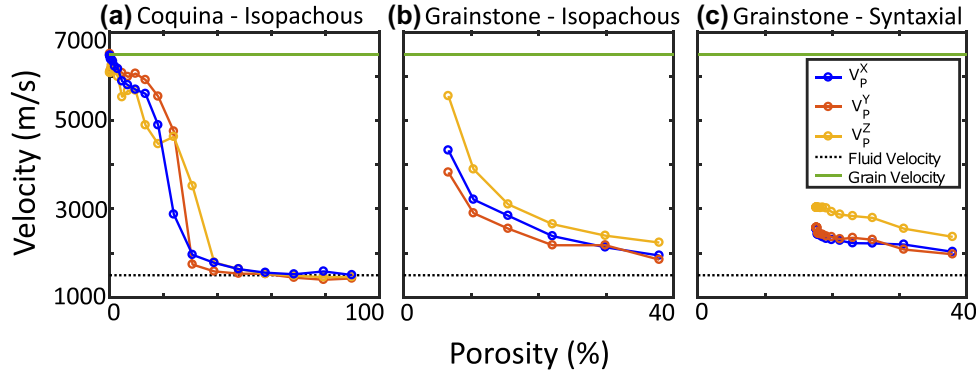 (a) Coquina - Isopachous
(b) Grainstone - Isopachous
(c) Grainstone - Syntaxial
7000
5000
3000
1000
Velocity (m/s)
V_P^X
V_P^Y
V_P^Z
Fluid Velocity
Grain Velocity
0 100
0 40
0 40
Porosity (%)